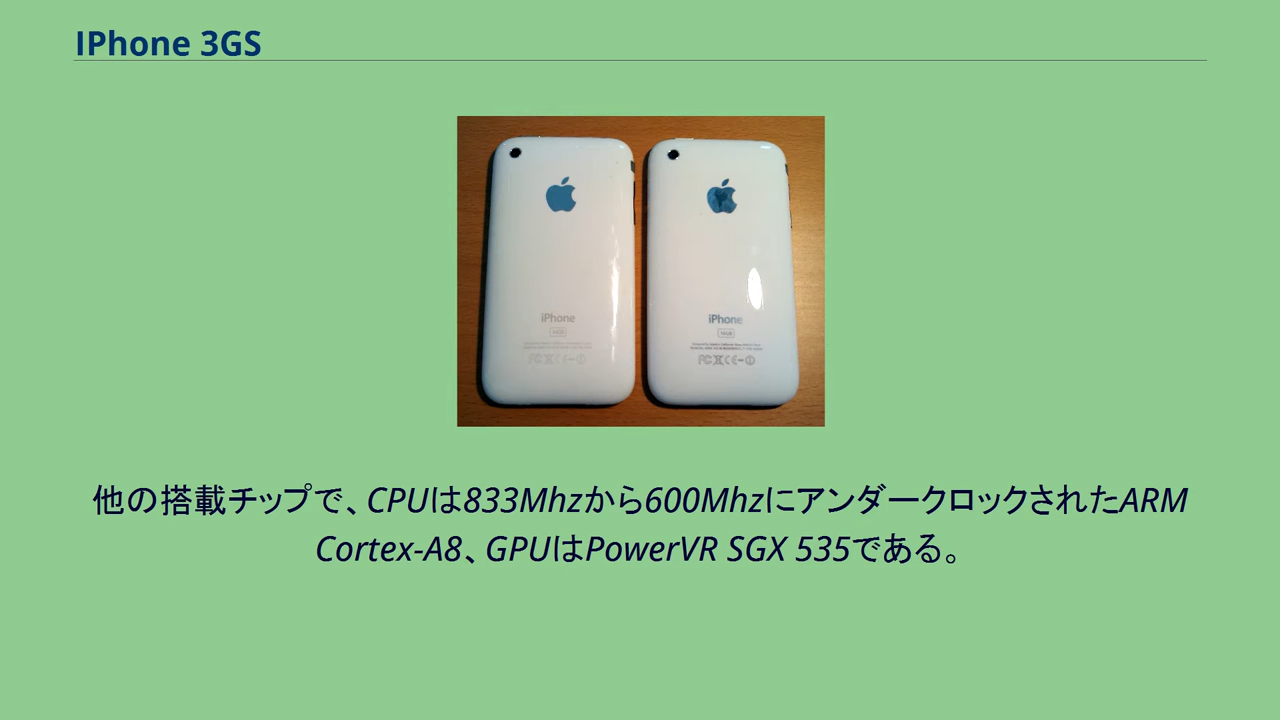 IPhone 3GS
iPhone
iPhone
16GB
他の搭載チップで、CPUは833Mhzから600MhzにアンダークロックされたARM
Cortex-A8、GPUはPowerVR SGX 535である。